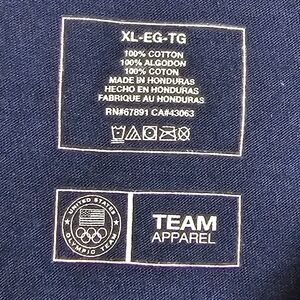 XL-EG-TG
100% COTTON
100% ALGODON
100% COTON
MADE IN HONDURAS
HECHO EN HONDURAS
FABRIQUE AU HONDURAS
RN#67891 CA#43063
UNITED STATES
OLYMPIC TEAM
TEAM
APPAREL